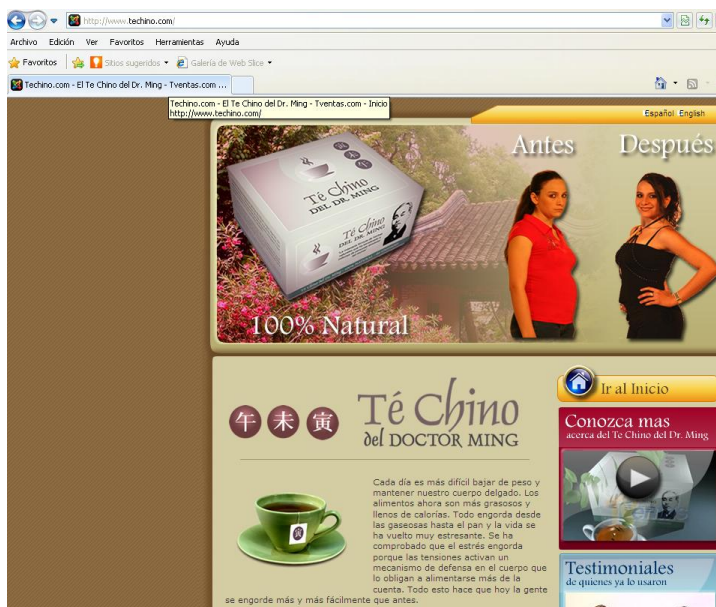 http://www.techino.com/
Archivo Edición Ver Favoritos Herramientas Ayuda
Favoritos Sitios sugeridos Galería de Web Slice
Techino.com - El Te Chino del Dr. Ming - Tventas.com ...
Techino.com - El Te Chino del Dr. Ming - Tventas.com - Inicio
http://www.techino.com/
Español English
Antes Después
Té Chino
DEL DR. MING
Té Chino
DEL DR. MING
100% Natural
Ir al Inicio
午 未 寅
Té Chino
del DOCTOR MING
Conozca mas
acerca del Te Chino del Dr. Ming
Cada día es más difícil bajar de peso y
mantener nuestro cuerpo delgado. Los
alimentos ahora son más grasosos y
llenos de calorías. Todo engorda desde
las gaseosas hasta el pan y la vida se
ha vuelto muy estresante. Se ha
comprobado que el estrés engorda
porque las tensiones activan un
mecanismo de defensa en el cuerpo que
lo obligan a alimentarse más de la
cuenta. Todo esto hace que hoy la gente
se engorde más y más fácilmente que antes.
Testimoniales
de quienes ya lo usaron